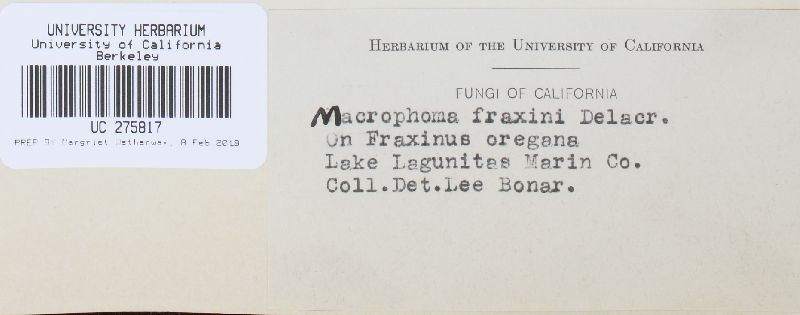 UNIVERSITY HERBARIUM
University of California
Berkeley
UC 275817
PREP BY Margriet Wetherwax, 8 Feb 2019
HERBARIUM OF THE UNIVERSITY OF CALIFORNIA
FUNGI OF CALIFORNIA
Macrophoma fraxini Delacr.
On Fraxinus oregana
Lake Lagunitas Marin Co.
Coll.Det.Lee Bonar.